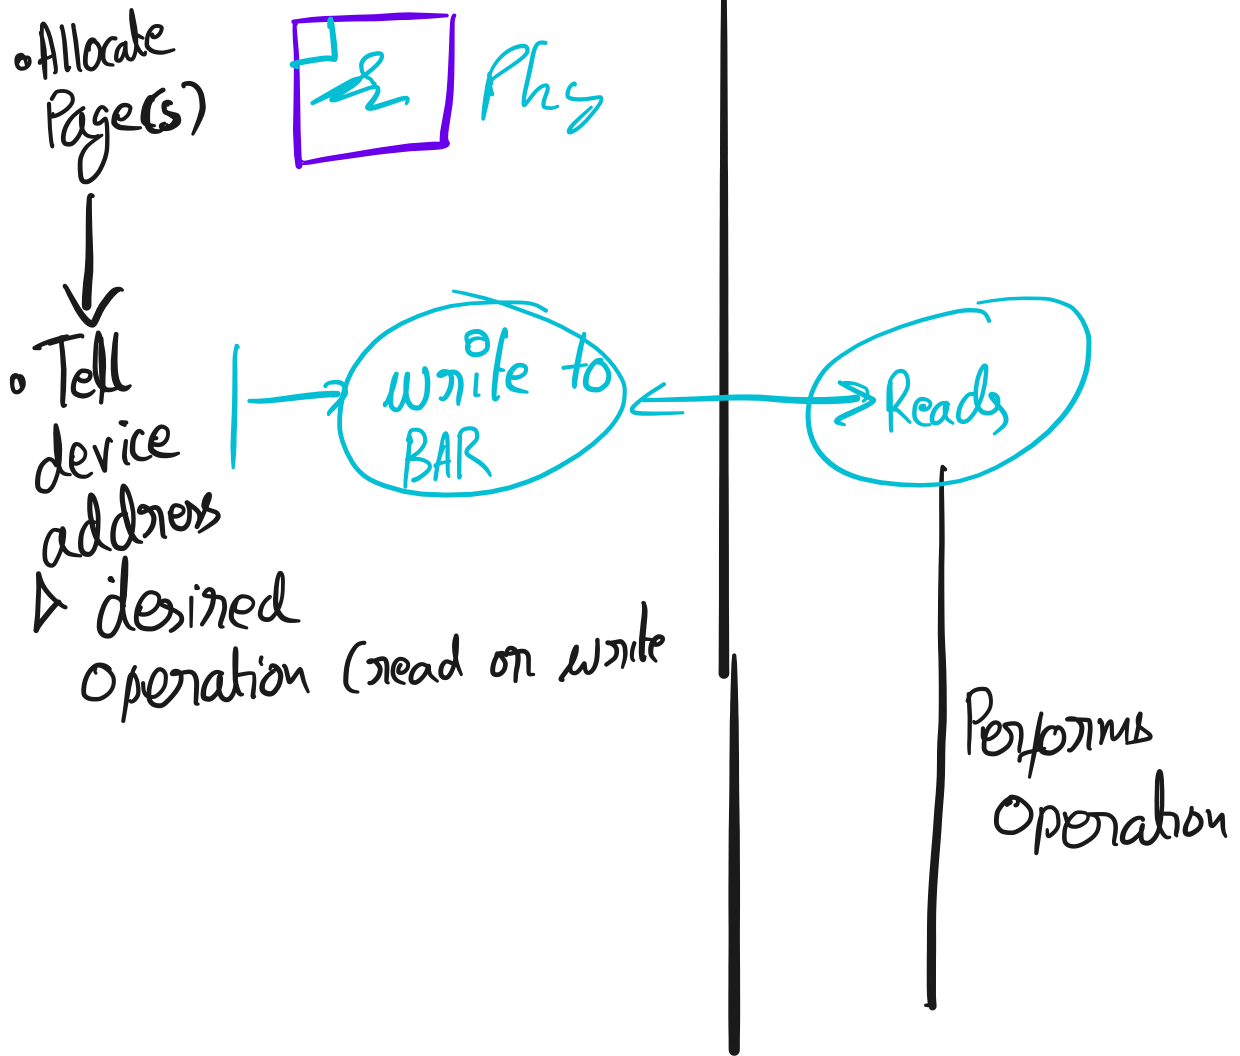 • Allocate
Page(s)
Phy
• Tell
device
address
desired
operation (read or write
write to
BAR
Reads
Performs
operation